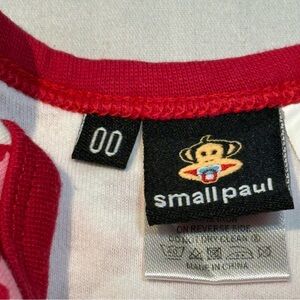 00
small paul
ON REVERSE SIDE
DO NOT DRY CLEAN
MADE IN CHINA